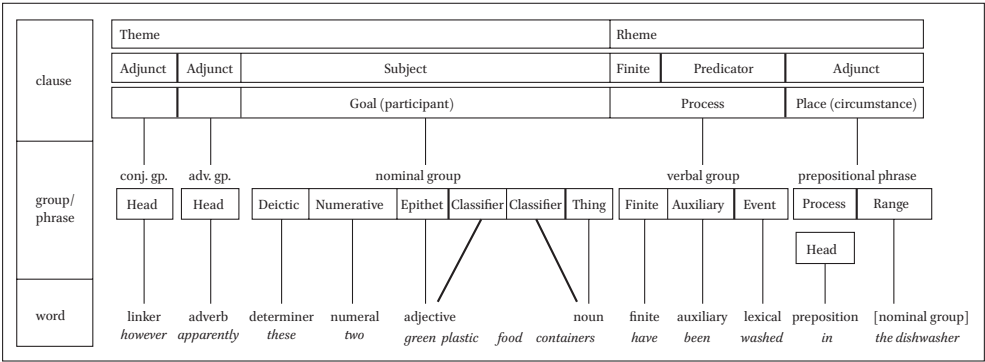 Theme Rheme
clause Adjunct Adjunct Subject Finite Predicator Adjunct
Goal (participant) Process Place (circumstance)
conj. gp. adv. gp. nominal group verbal group prepositional phrase
group/
phrase Head Head Deictic Numerative Epithet Classifier Classifier Thing Finite Auxiliary Event Process Range
Head
word linker adverb determiner numeral adjective noun finite auxiliary lexical preposition [nominal group]
however apparently these two green plastic food containers have been washed in the dishwasher